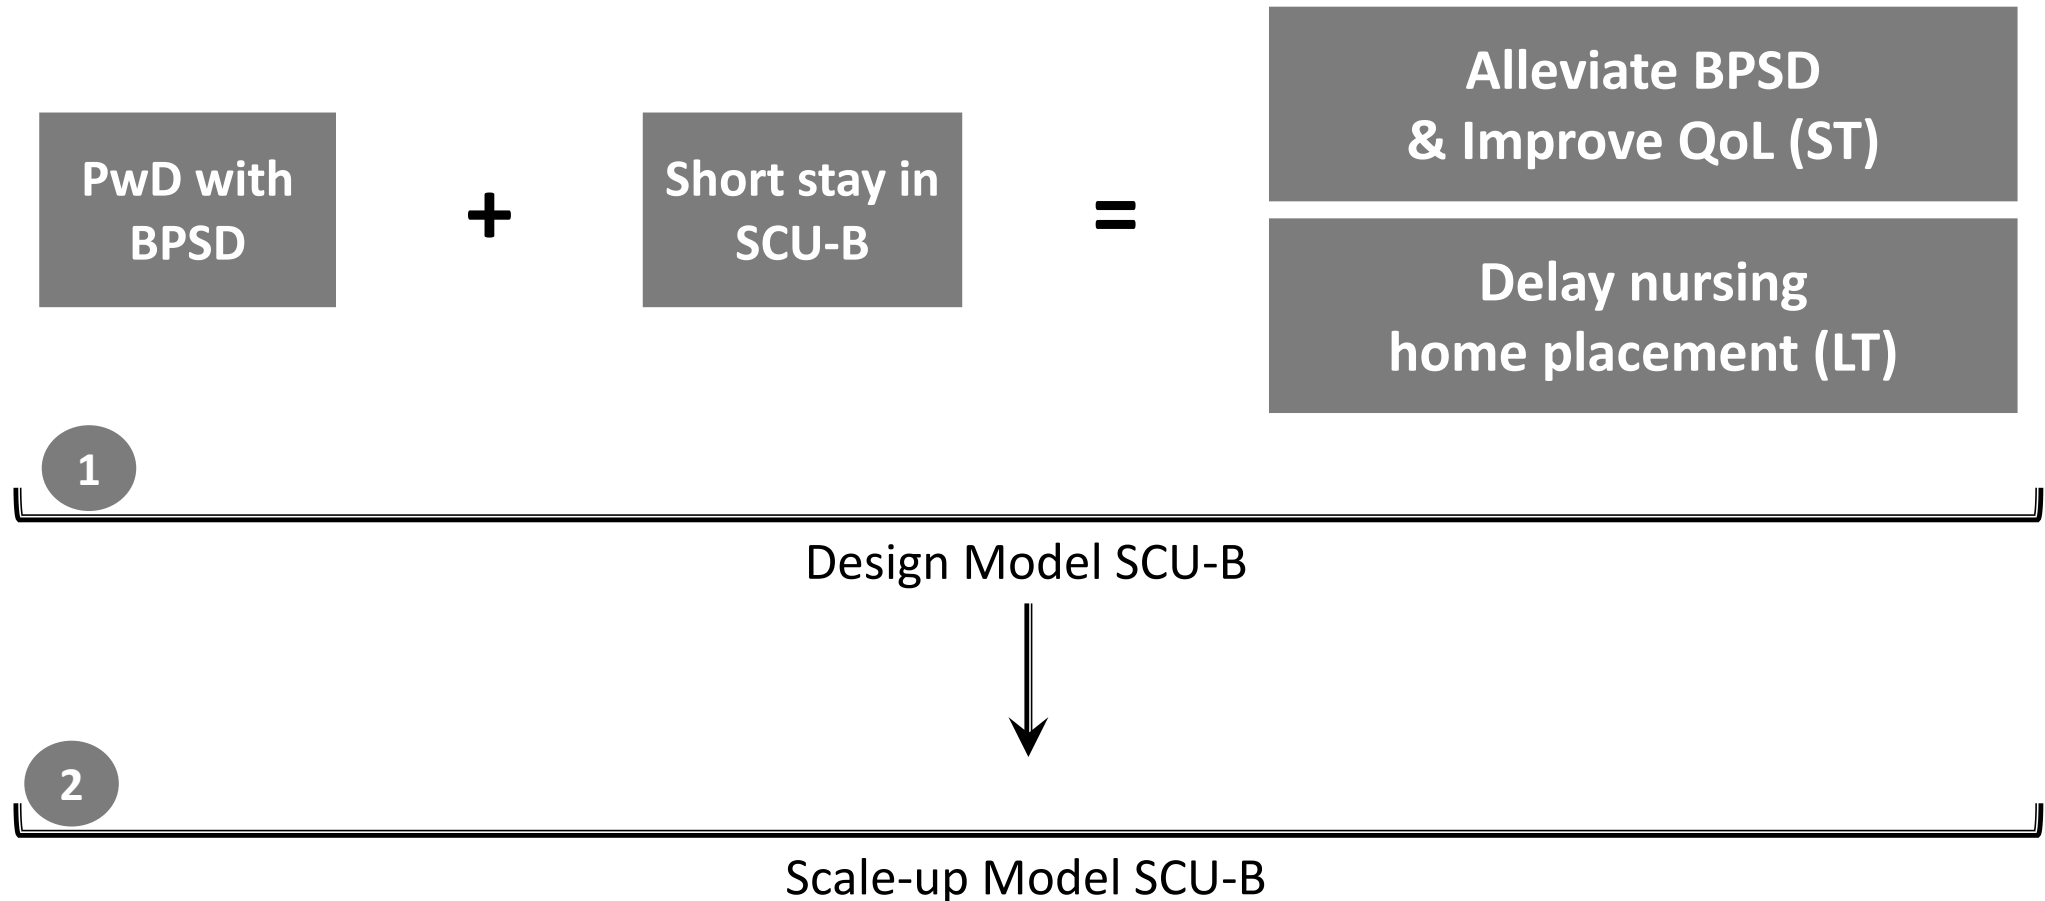 PwD with
BPSD
+
Short stay in
SCU-B
=
Alleviate BPSD
& Improve QoL (ST)
Delay nursing
home placement (LT)
1
Design Model SCU-B
2
Scale-up Model SCU-B